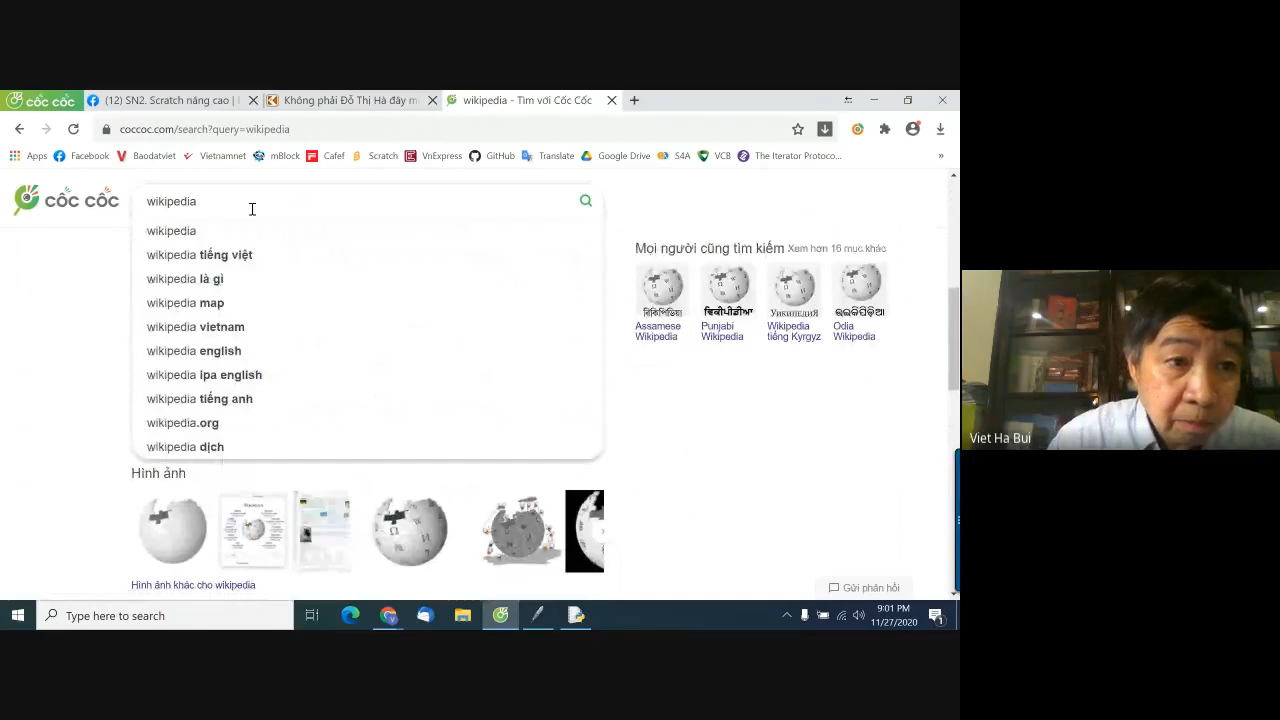 cốc cốc
(12) SN2. Scratch nâng cao |
Không phải Đỗ Thị Hà đây m
wikipedia - Tìm với Cốc Cốc
coccoc.com/search?query=wikipedia
Apps Facebook Baodatviet Vietnamnet mBlock Cafef Scratch VnExpress GitHub Translate Google Drive S4A VCB The Iterator Protoco... »
cốc cốc
wikipedia
wikipedia
wikipedia tiếng việt
wikipedia là gì
wikipedia map
wikipedia vietnam
wikipedia english
wikipedia ipa english
wikipedia tiếng anh
wikipedia.org
wikipedia dịch
Mọi người cũng tìm kiếm Xem hơn 16 mục khác
Assamese Wikipedia
Punjabi Wikipedia
Wikipedia tiếng Kyrgyz
Odia Wikipedia
Hình ảnh
Hình ảnh khác cho wikipedia
Gửi phản hồi
Type here to search
9:01 PM
11/27/2020
Viet Ha Bui